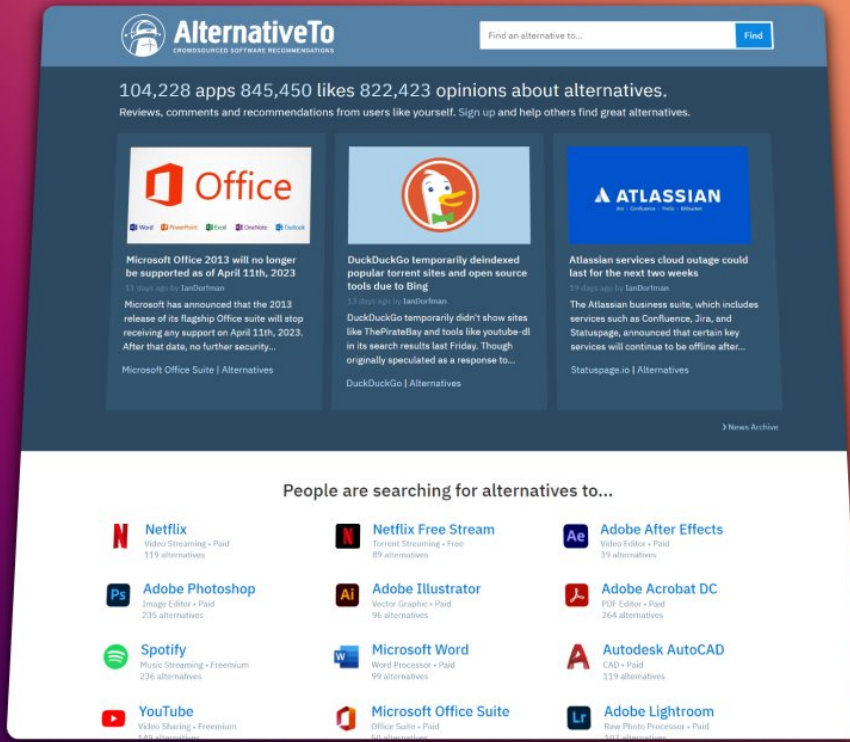 AlternativeTo
CROWDSOURCED SOFTWARE RECOMMENDATIONS
Find an alternative to...
Find
104,228 apps 845,450 likes 822,423 opinions about alternatives.
Reviews, comments and recommendations from users like yourself. Sign up and help others find great alternatives.
Office
Word PowerPoint Excel OneNote Outlook
Microsoft Office 2013 will no longer
be supported as of April 11th, 2023
11 days ago by IanDorfman
Microsoft has announced that the 2013
release of its flagship Office suite will stop
receiving any support on April 11th, 2023.
After that date, no further security...
Microsoft Office Suite | Alternatives
DuckDuckGo temporarily deindexed
popular torrent sites and open source
tools due to Bing
13 days ago by IanDorfman
DuckDuckGo temporarily didn't show sites
like ThePirateBay and tools like youtube-dl
in its search results last Friday. Though
originally speculated as a response to...
DuckDuckGo | Alternatives
ATLASSIAN
Jira · Confluence · Trello · Bitbucket
Atlassian services cloud outage could
last for the next two weeks
19 days ago by IanDorfman
The Atlassian business suite, which includes
services such as Confluence, Jira, and
Statuspage, announced that certain key
services will continue to be offline after...
Statuspage.io | Alternatives
News Archive
People are searching for alternatives to...
Netflix
Video Streaming • Paid
119 alternatives
Netflix Free Stream
Torrent Streaming • Free
89 alternatives
Ae
Adobe After Effects
Video Editor • Paid
39 alternatives
Ps
Adobe Photoshop
Image Editor • Paid
235 alternatives
Ai
Adobe Illustrator
Vector Graphic • Paid
96 alternatives
Adobe Acrobat DC
PDF Editor • Paid
264 alternatives
Spotify
Music Streaming • Freemium
236 alternatives
W
Microsoft Word
Word Processor • Paid
99 alternatives
Autodesk AutoCAD
CAD • Paid
119 alternatives
YouTube
Video Sharing • Freemium
149 alternatives
Microsoft Office Suite
Office Suite • Paid
50 alternatives
Lr
Adobe Lightroom
Raw Photo Processor • Paid
103 alternatives